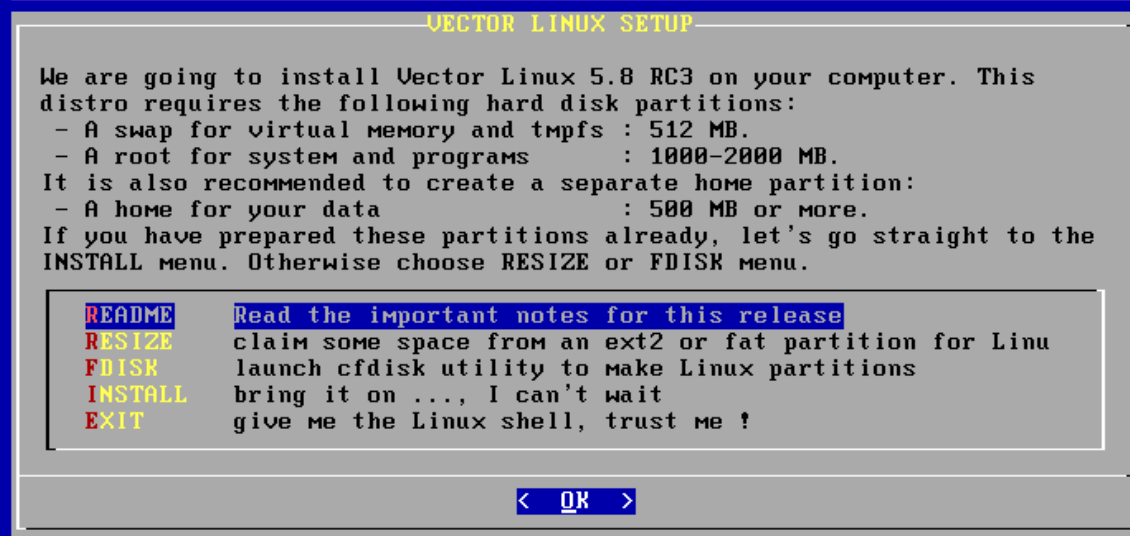 VECTOR LINUX SETUP
We are going to install Vector Linux 5.8 RC3 on your computer. This
distro requires the following hard disk partitions:
- A swap for virtual memory and tmpfs : 512 MB.
- A root for system and programs : 1000-2000 MB.
It is also recommended to create a separate home partition:
- A home for your data : 500 MB or more.
If you have prepared these partitions already, let's go straight to the
INSTALL menu. Otherwise choose RESIZE or FDISK menu.
README Read the important notes for this release
RESIZE claim some space from an ext2 or fat partition for Linu
FDISK launch cfdisk utility to make Linux partitions
INSTALL bring it on ..., I can't wait
EXIT give me the Linux shell, trust me !
< OK >